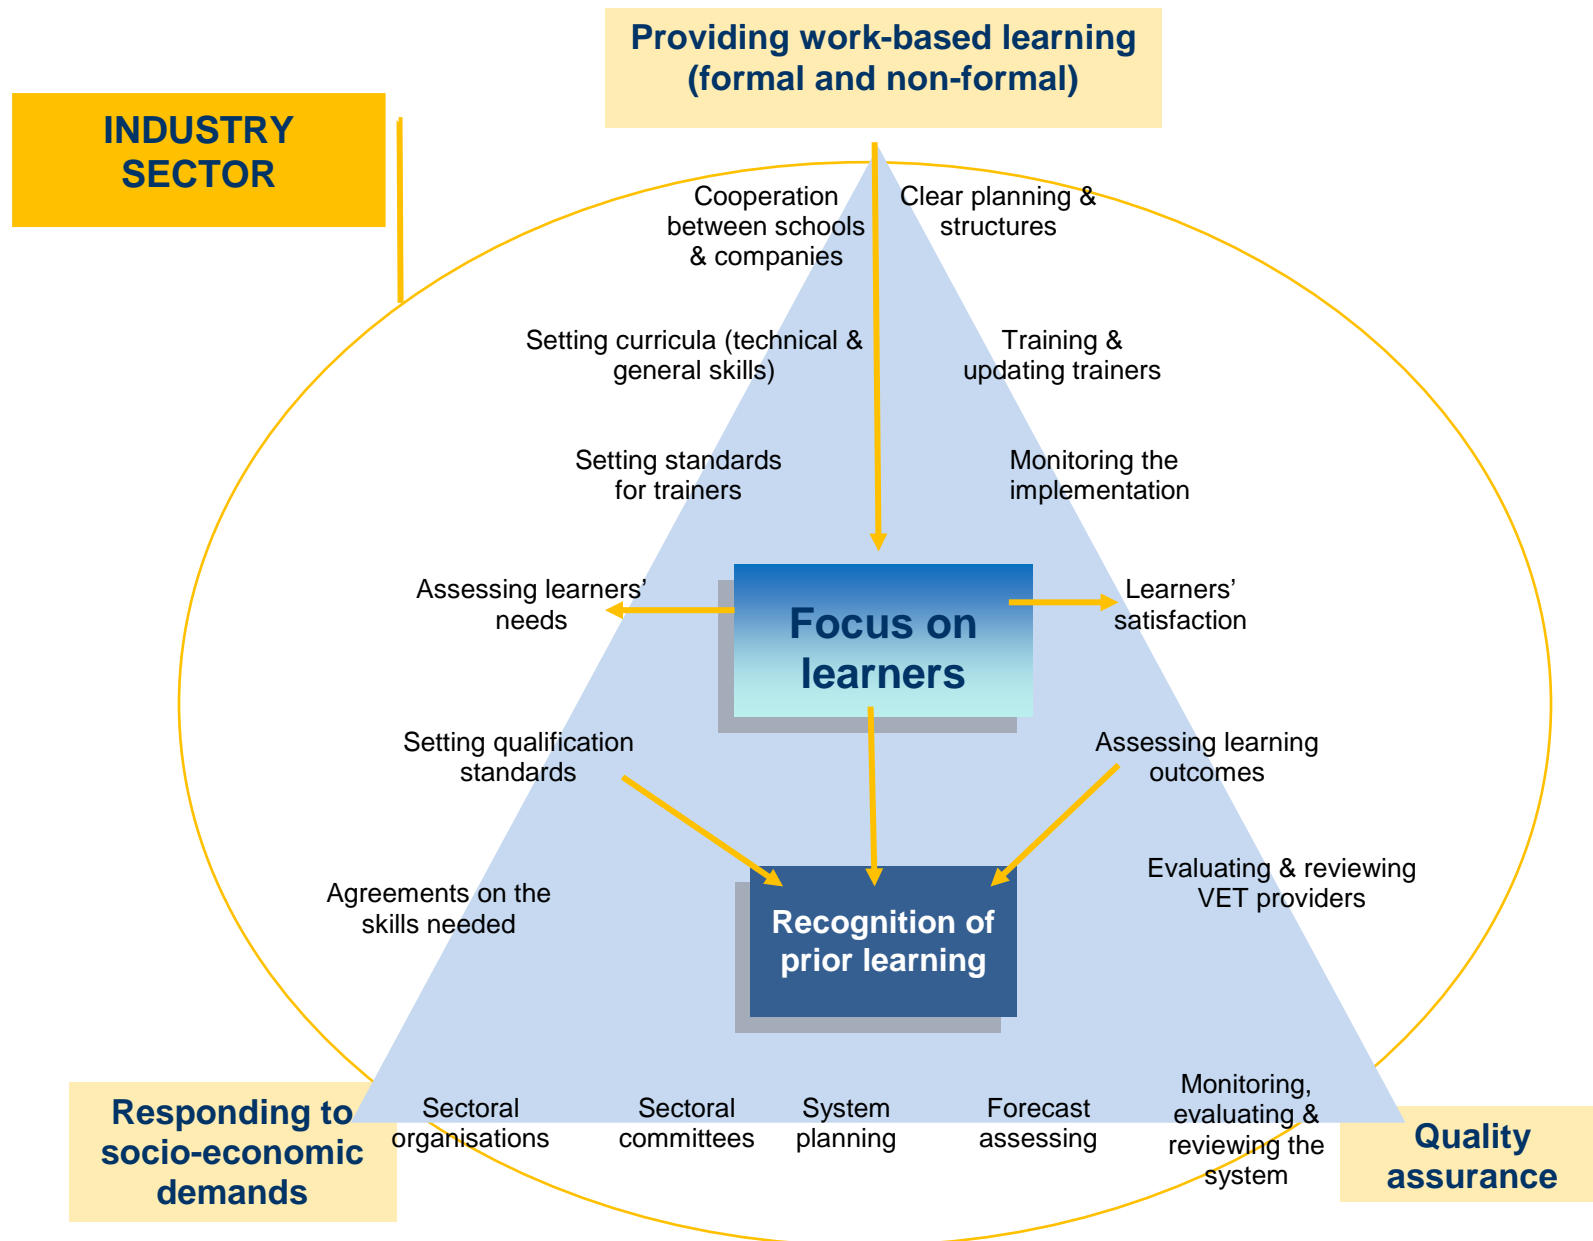 Providing work-based learning
(formal and non-formal)
INDUSTRY
SECTOR
Cooperation
between schools
& companies
Clear planning &
structures
Setting curricula (technical &
general skills)
Training &
updating trainers
Setting standards
for trainers
Monitoring the
implementation
Assessing learners’
needs
Focus on
learners
Learners’
satisfaction
Setting qualification
standards
Assessing learning
outcomes
Agreements on the
skills needed
Recognition of
prior learning
Evaluating & reviewing
VET providers
Responding to
socio-economic
demands
Sectoral
organisations
Sectoral
committees
System
planning
Forecast
assessing
Monitoring,
evaluating &
reviewing the
system
Quality
assurance